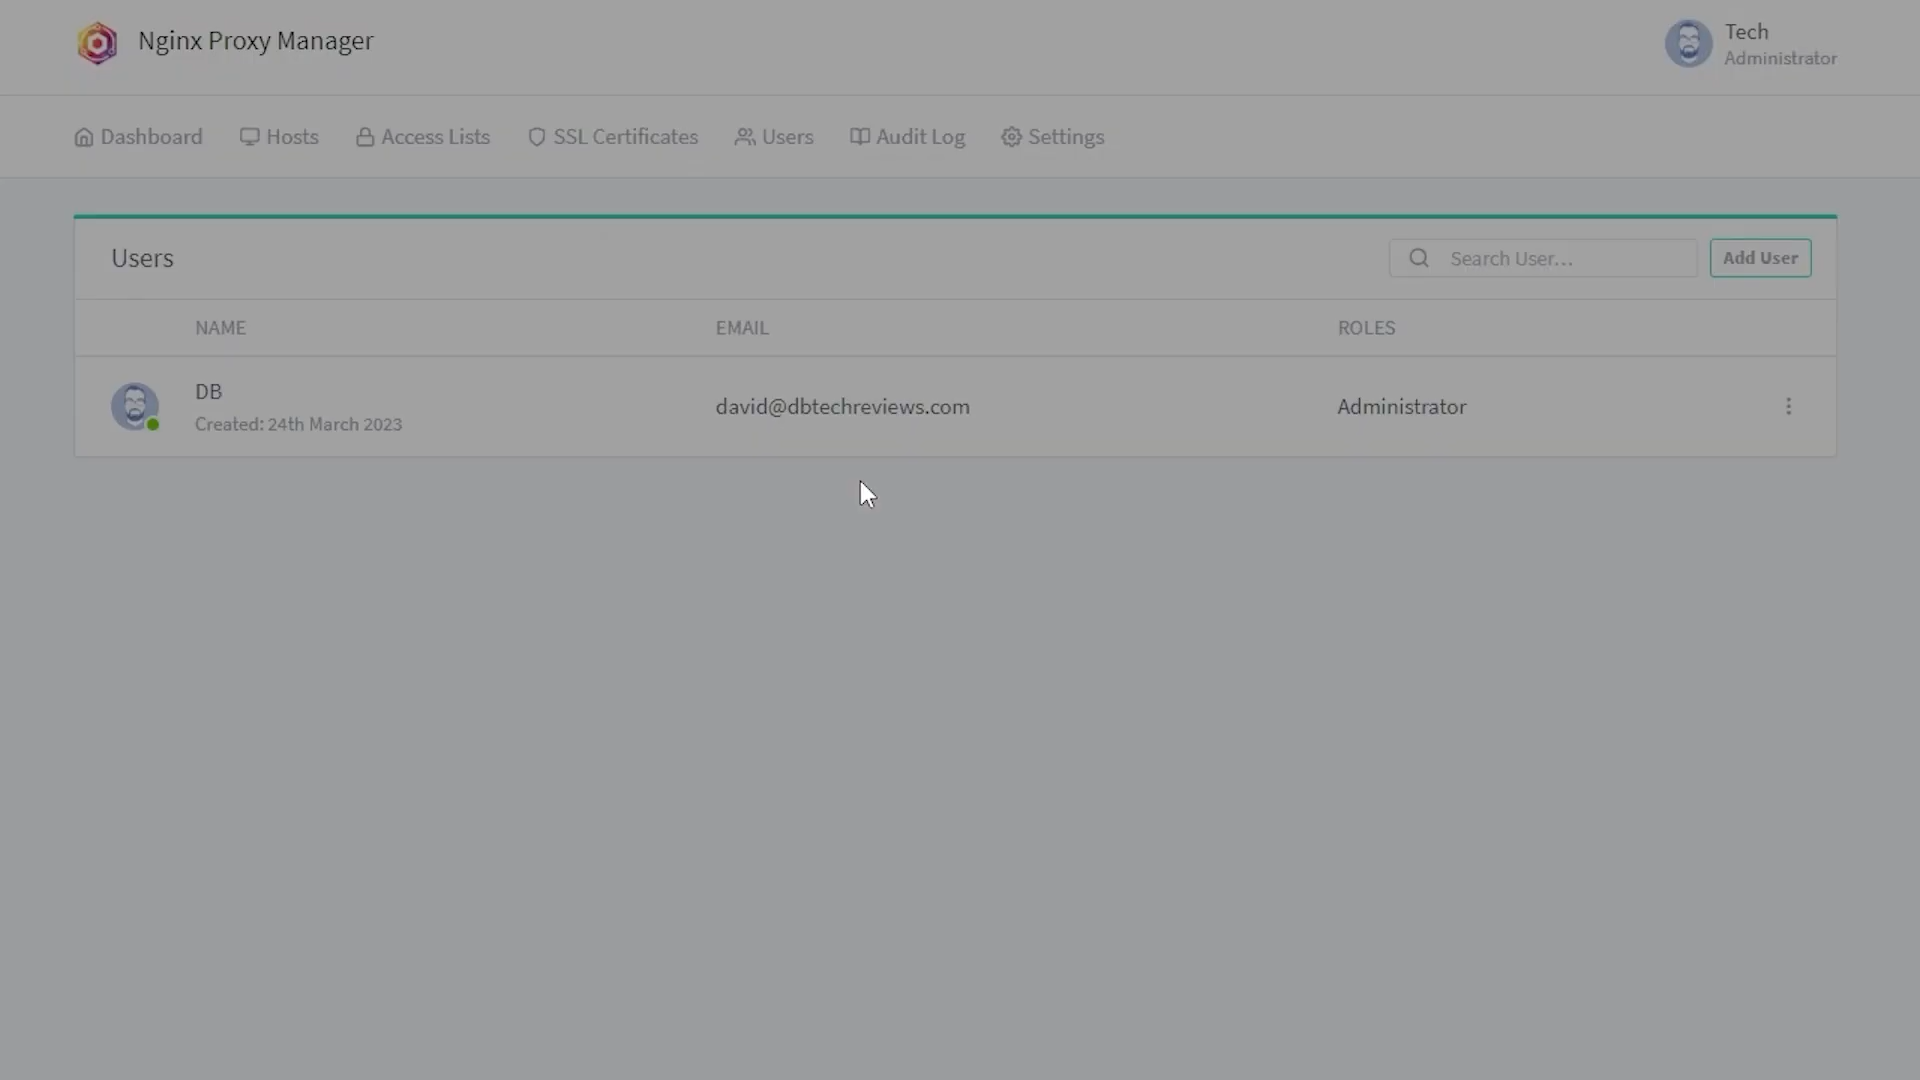 Nginx Proxy Manager
Tech
Administrator
Dashboard Hosts Access Lists SSL Certificates Users Audit Log Settings
Users
Search User…
Add User
NAME EMAIL ROLES
DB
Created: 24th March 2023
david@dbtechreviews.com
Administrator